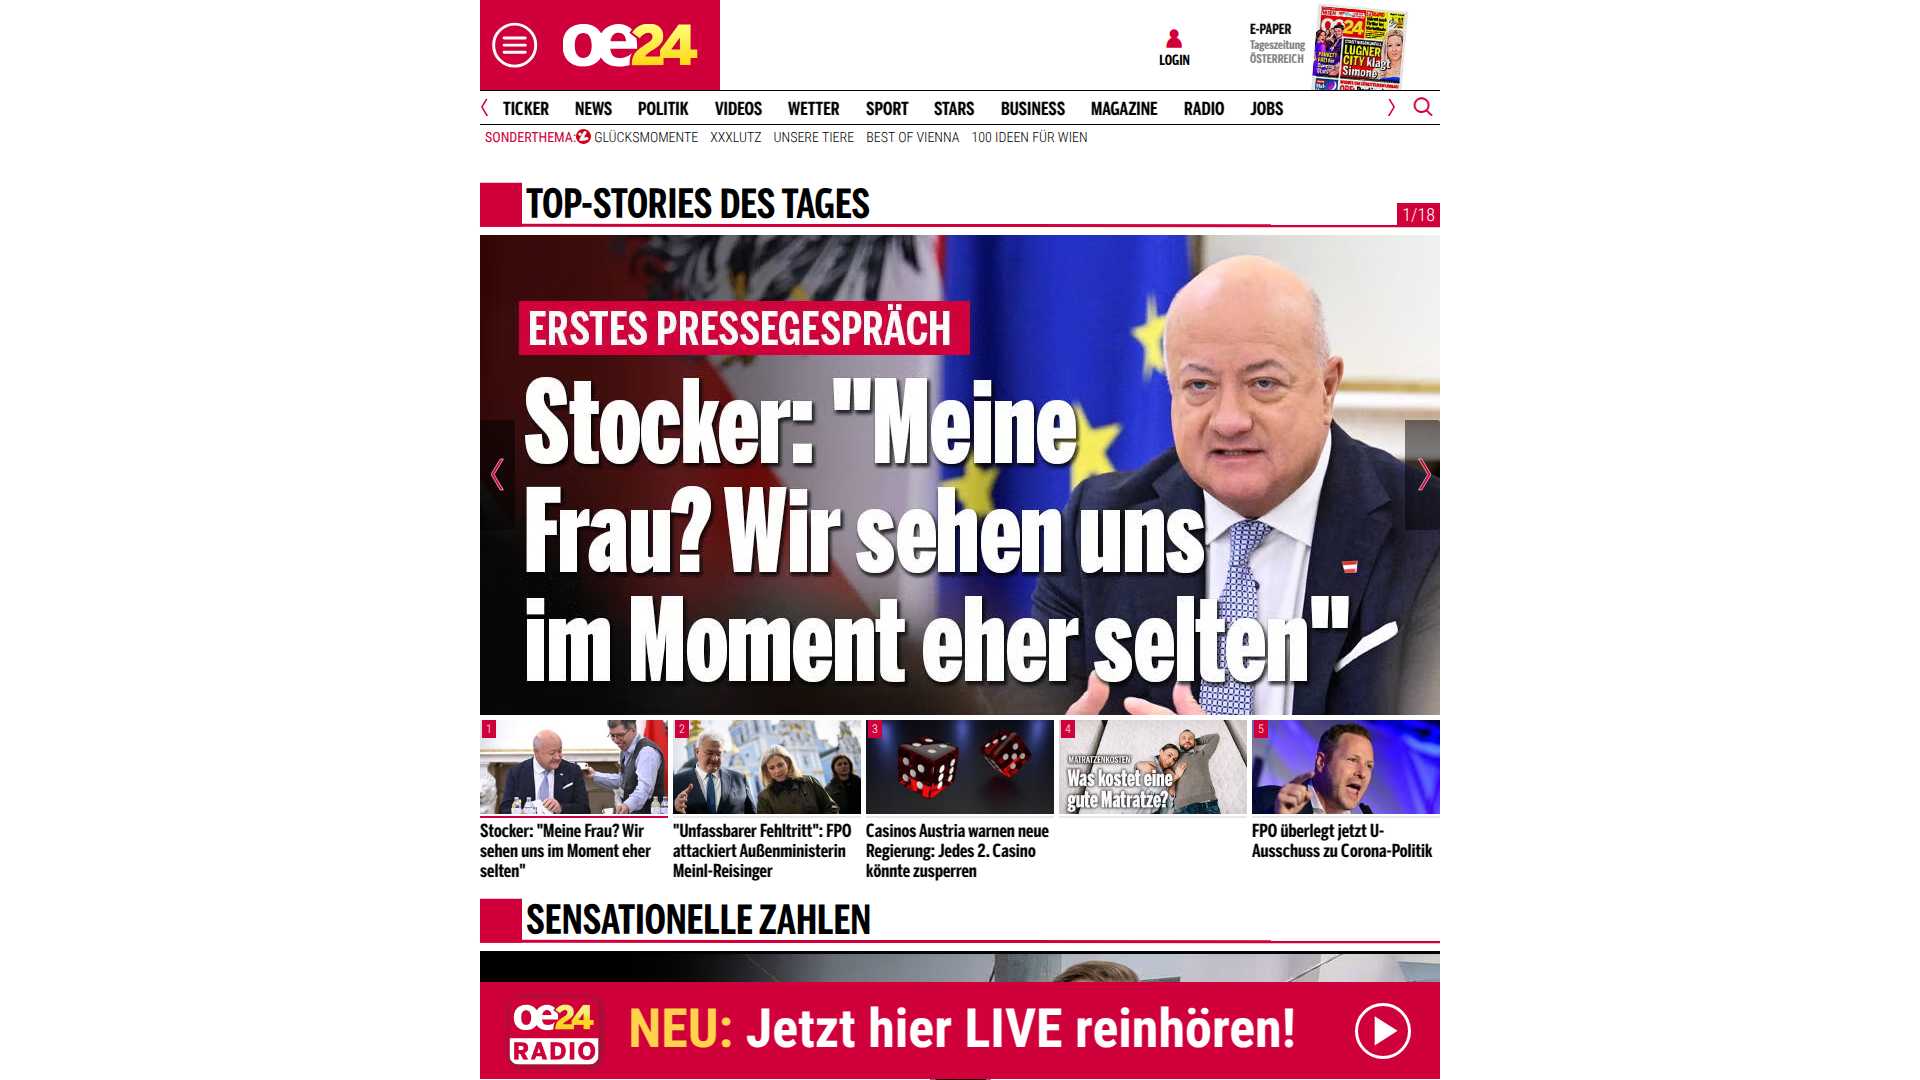 oe24
LOGIN
E-PAPER
Tageszeitung
ÖSTERREICH
oe24
LUGNER
CITY klagt
Simone
TICKER NEWS POLITIK VIDEOS WETTER SPORT STARS BUSINESS MAGAZINE RADIO JOBS
SONDERTHEMA: GLÜCKSMOMENTE XXXLUTZ UNSERE TIERE BEST OF VIENNA 100 IDEEN FÜR WIEN
TOP-STORIES DES TAGES
1/18
ERSTES PRESSEGESPRÄCH
Stocker: "Meine
Frau? Wir sehen uns
im Moment eher selten"
1
Stocker: "Meine Frau? Wir
sehen uns im Moment eher
selten"
2
"Unfassbarer Fehltritt": FPÖ
attackiert Außenministerin
Meinl-Reisinger
3
Casinos Austria warnen neue
Regierung: Jedes 2. Casino
könnte zusperren
4
MATRATZENKOSTEN
Was kostet eine
gute Matratze?
5
FPÖ überlegt jetzt U-
Ausschuss zu Corona-Politik
SENSATIONELLE ZAHLEN
oe24
RADIO
NEU: Jetzt hier LIVE reinhören!